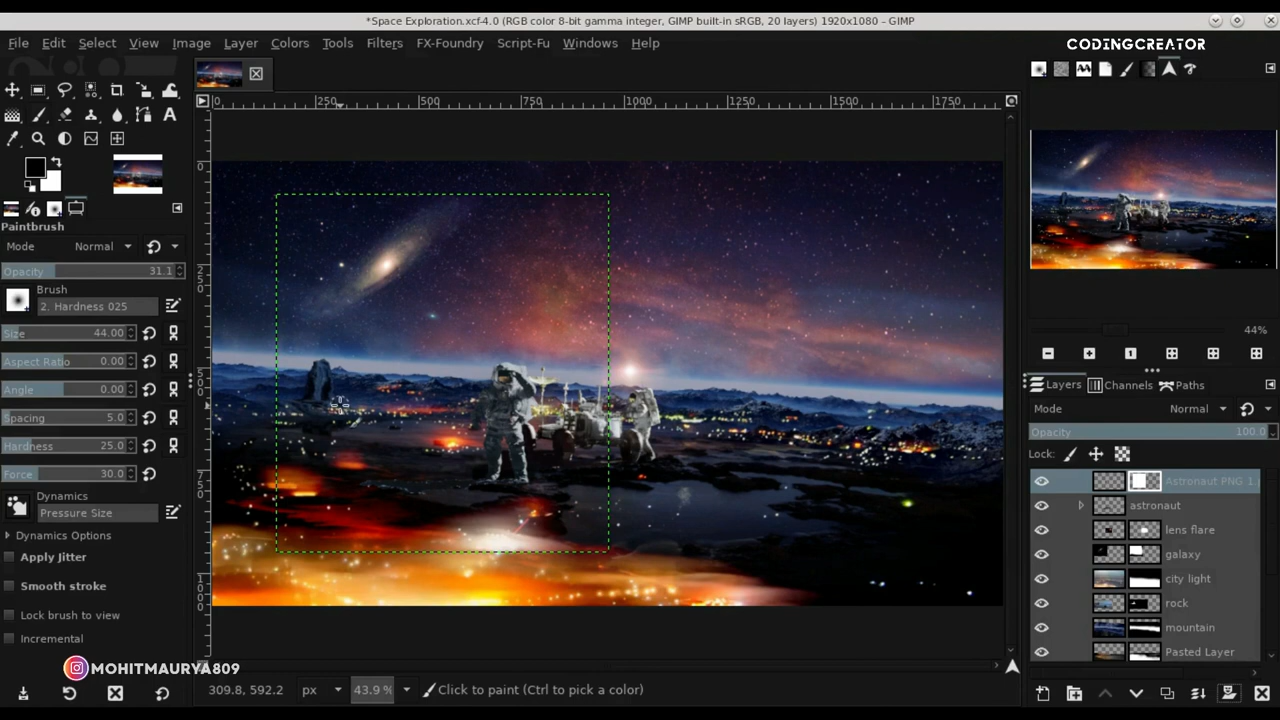 *Space Exploration.xcf-4.0 (RGB color 8-bit gamma integer, GIMP built-in sRGB, 20 layers) 1920x1080 – GIMP
File Edit Select View Image Layer Colors Tools Filters FX-Foundry Script-Fu Windows Help
CODINGCREATOR
0 250 500 750 1000 1250 1500 1750
Paintbrush
Mode Normal
Opacity 31.1
Brush
2. Hardness 025
Size 44.00
Aspect Ratio 0.00
Angle 0.00
Spacing 5.0
Hardness 25.0
Force 30.0
Dynamics
Pressure Size
Dynamics Options
Apply Jitter
Smooth stroke
Lock brush to view
Incremental
MOHITMAURYA809
309.8, 592.2 px 43.9 % Click to paint (Ctrl to pick a color)
44%
Layers Channels Paths
Mode Normal
Opacity 100.0
Lock:
Astronaut PNG 1.
astronaut
lens flare
galaxy
city light
rock
mountain
Pasted Layer